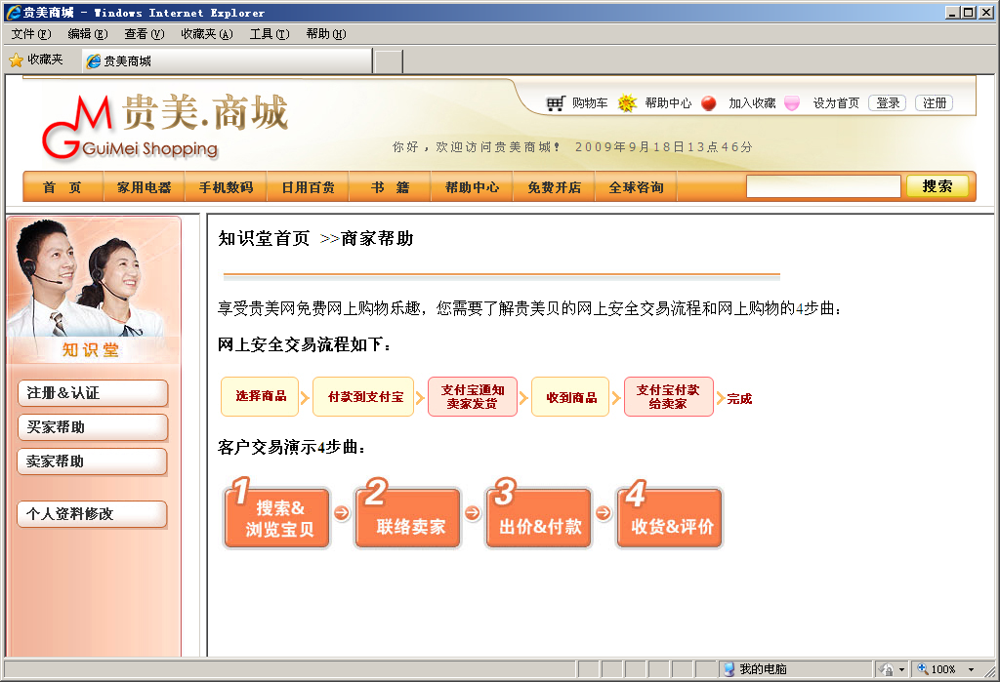 贵美商城 - Windows Internet Explorer
文件(F) 编辑(E) 查看(V) 收藏夹(A) 工具(T) 帮助(H)
收藏夹 贵美商城
GM 贵美.商城
GuiMei Shopping
购物车 帮助中心 加入收藏 设为首页 登录 注册
你好，欢迎访问贵美商城! 2009年9月18日13点46分
首 页 家用电器 手机数码 日用百货 书 籍 帮助中心 免费开店 全球咨询 搜索
知识堂
注册&认证
买家帮助
卖家帮助
个人资料修改
知识堂首页 >>商家帮助
享受贵美网免费网上购物乐趣，您需要了解贵美贝的网上安全交易流程和网上购物的4步曲：
网上安全交易流程如下：
选择商品 付款到支付宝 支付宝通知 卖家发货 收到商品 支付宝付款 给卖家 完成
客户交易演示4步曲：
1 搜索& 浏览宝贝 2 联络卖家 3 出价&付款 4 收货&评价
我的电脑 100%